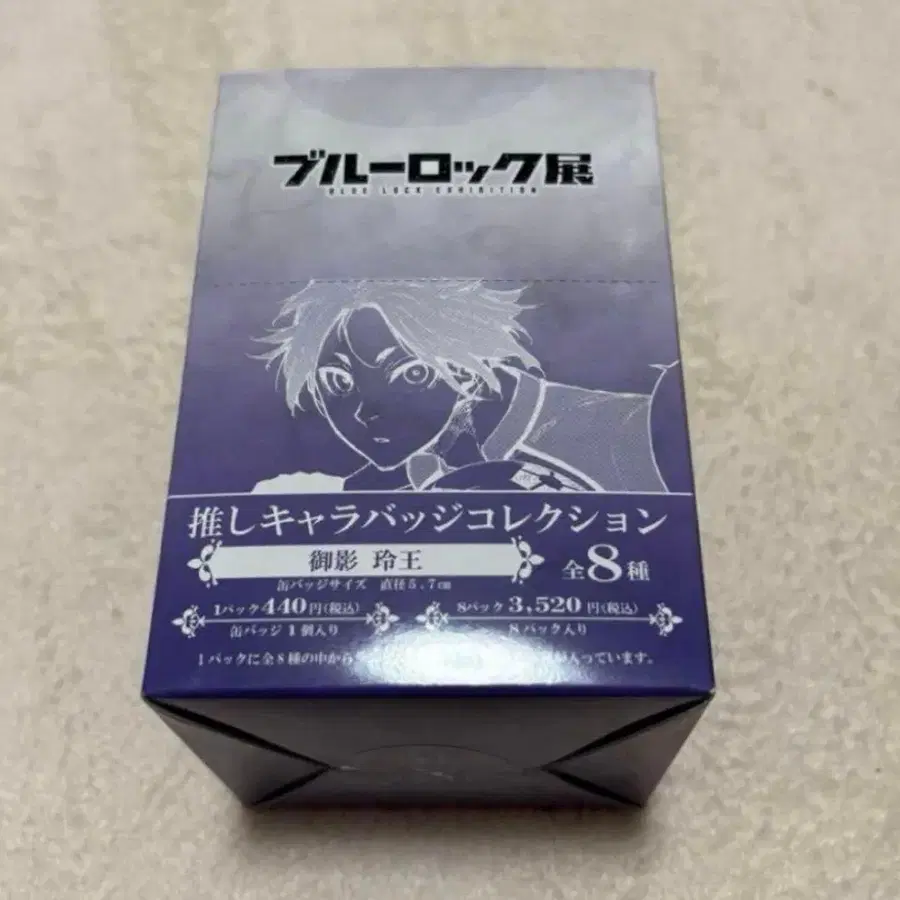 ブルーロック展
BLUE LOCK EXHIBITION
推しキャラバッジコレクション
御影 玲王
全8種
缶バッジサイズ 直径5.7cm
1パック440円(税込)
缶バッジ1個入り
8パック3,520円(税込)
8パック入り
1パックに全8種の中から
が入っています。